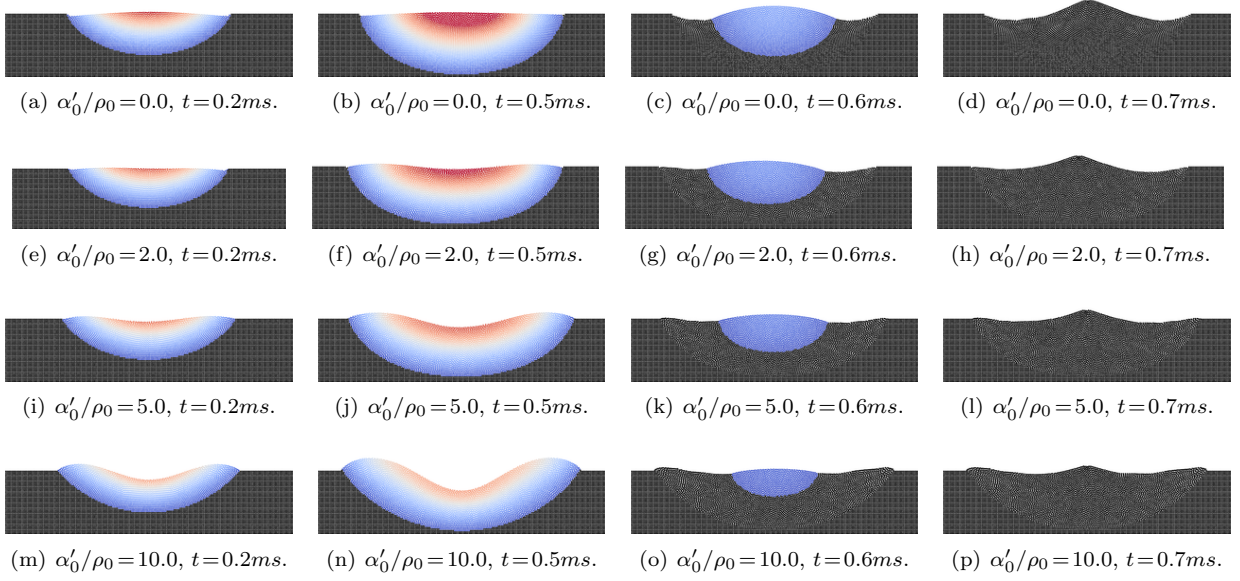 (a) α′₀/ρ₀=0.0, t=0.2ms. (b) α′₀/ρ₀=0.0, t=0.5ms. (c) α′₀/ρ₀=0.0, t=0.6ms. (d) α′₀/ρ₀=0.0, t=0.7ms.
(e) α′₀/ρ₀=2.0, t=0.2ms. (f) α′₀/ρ₀=2.0, t=0.5ms. (g) α′₀/ρ₀=2.0, t=0.6ms. (h) α′₀/ρ₀=2.0, t=0.7ms.
(i) α′₀/ρ₀=5.0, t=0.2ms. (j) α′₀/ρ₀=5.0, t=0.5ms. (k) α′₀/ρ₀=5.0, t=0.6ms. (l) α′₀/ρ₀=5.0, t=0.7ms.
(m) α′₀/ρ₀=10.0, t=0.2ms. (n) α′₀/ρ₀=10.0, t=0.5ms. (o) α′₀/ρ₀=10.0, t=0.6ms. (p) α′₀/ρ₀=10.0, t=0.7ms.